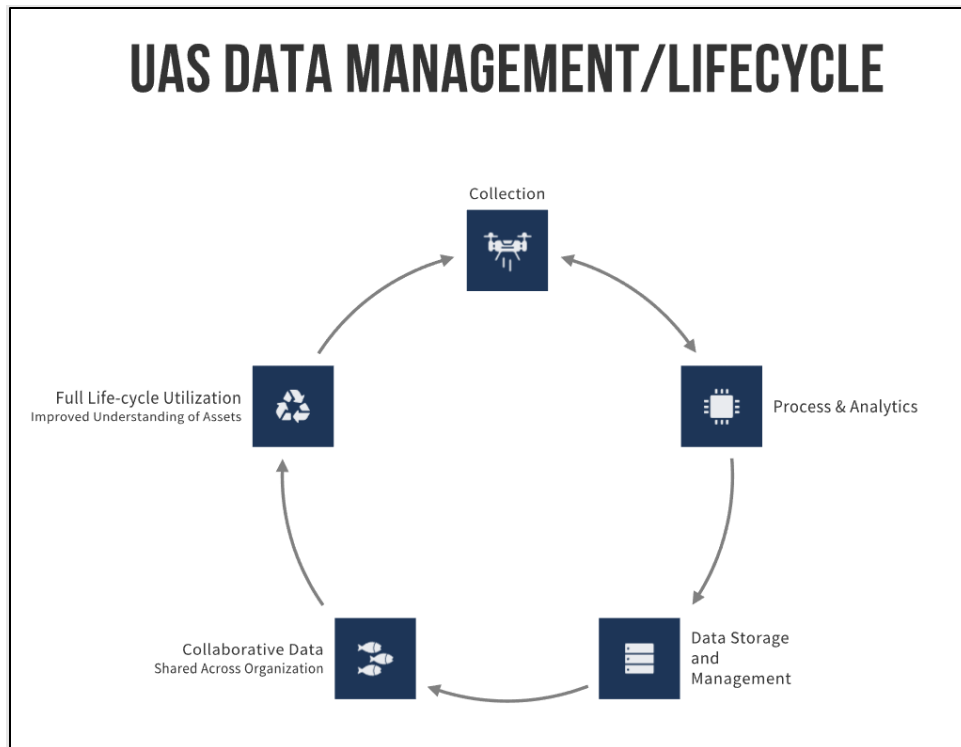 UAS DATA MANAGEMENT/LIFECYCLE
Collection
Process & Analytics
Data Storage
and
Management
Collaborative Data
Shared Across Organization
Full Life-cycle Utilization
Improved Understanding of Assets